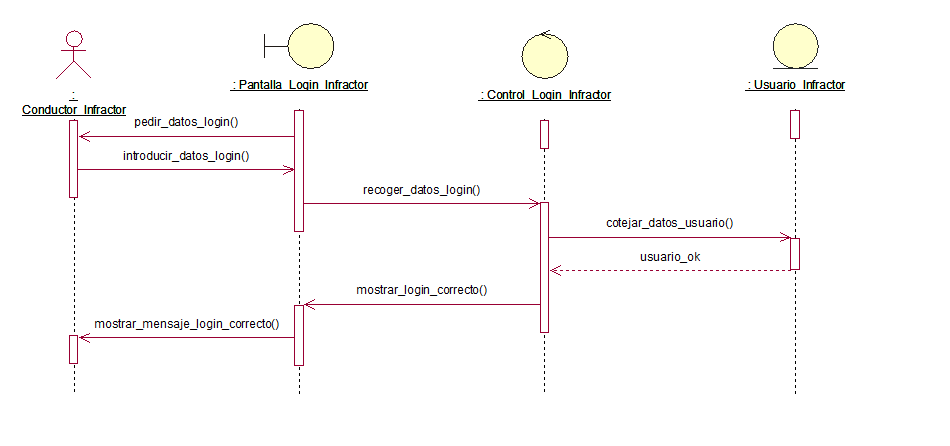 : Pantalla_Login_Infractor
: Control_Login_Infractor
: Usuario_Infractor
:
Conductor_Infractor
pedir_datos_login()
introducir_datos_login()
recoger_datos_login()
cotejar_datos_usuario()
usuario_ok
mostrar_login_correcto()
mostrar_mensaje_login_correcto()